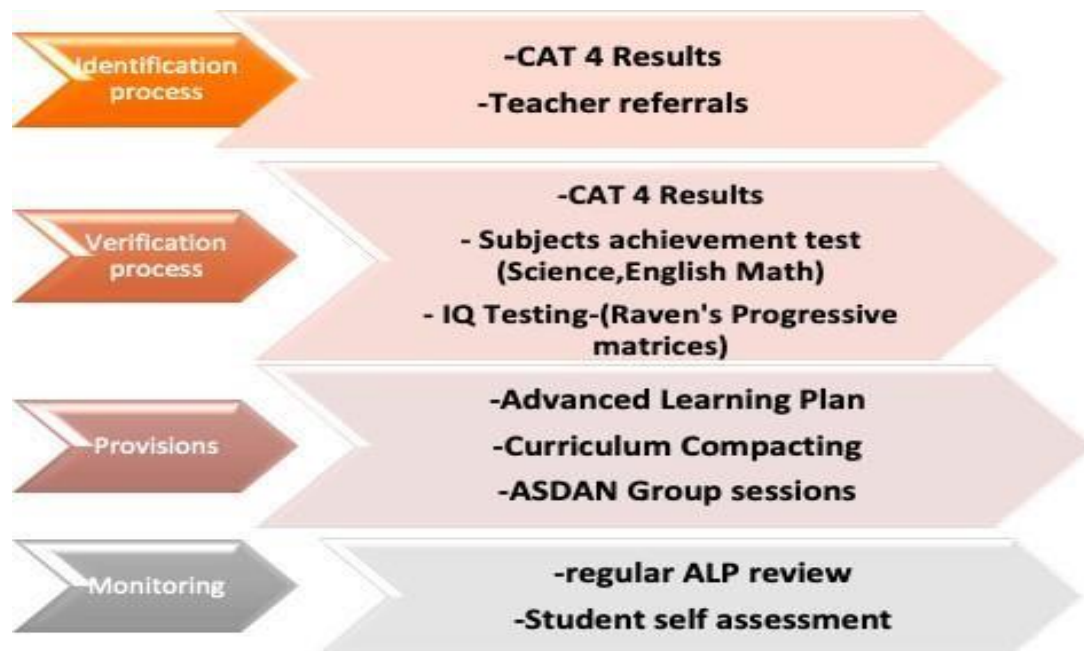 Identification
process
-CAT 4 Results
-Teacher referrals
Verification
process
-CAT 4 Results
- Subjects achievement test
(Science,English Math)
- IQ Testing-(Raven's Progressive
matrices)
Provisions
-Advanced Learning Plan
-Curriculum Compacting
-ASDAN Group sessions
Monitoring
-regular ALP review
-Student self assessment